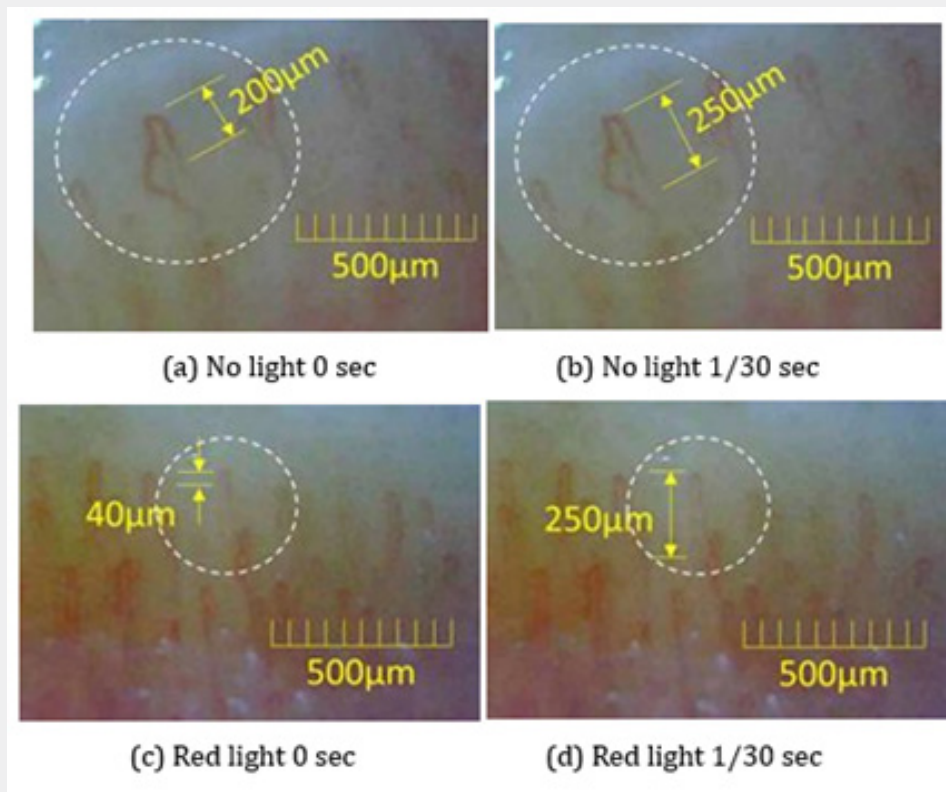 200μm
500μm
250μm
500μm
(a) No light 0 sec
(b) No light 1/30 sec
40μm
500μm
250μm
500μm
(c) Red light 0 sec
(d) Red light 1/30 sec